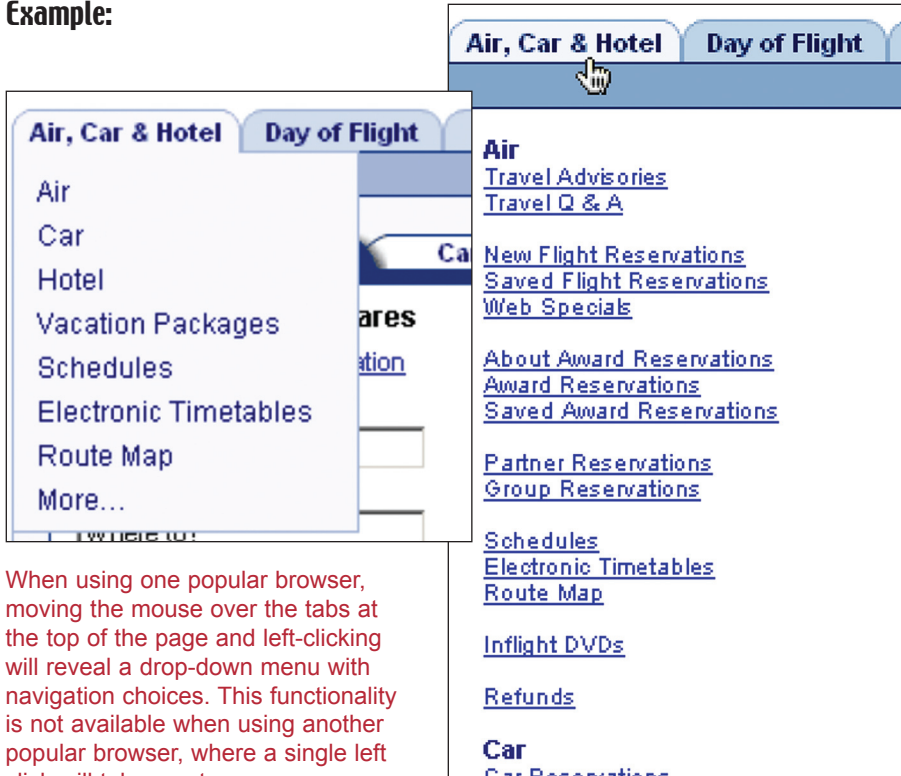 Example:
Air, Car & Hotel Day of Flight
Air
Car
Hotel
Vacation Packages
Schedules
Electronic Timetables
Route Map
More...
ares
ation
When using one popular browser,
moving the mouse over the tabs at
the top of the page and left-clicking
will reveal a drop-down menu with
navigation choices. This functionality
is not available when using another
popular browser, where a single left
Air, Car & Hotel Day of Flight
Air
Travel Advisories
Travel Q & A
New Flight Reservations
Saved Flight Reservations
Web Specials
About Award Reservations
Award Reservations
Saved Award Reservations
Partner Reservations
Group Reservations
Schedules
Electronic Timetables
Route Map
Inflight DVDs
Refunds
Car
Car Reservations